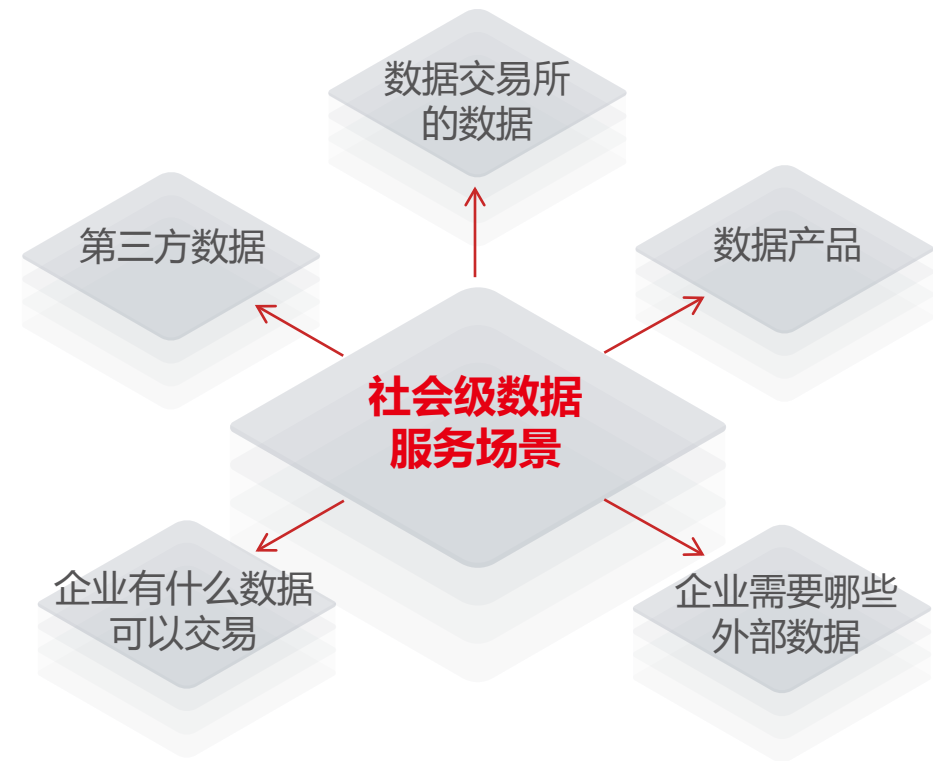 数据交易所
的数据
第三方数据
数据产品
社会级数据
服务场景
企业有什么数据
可以交易
企业需要哪些
外部数据